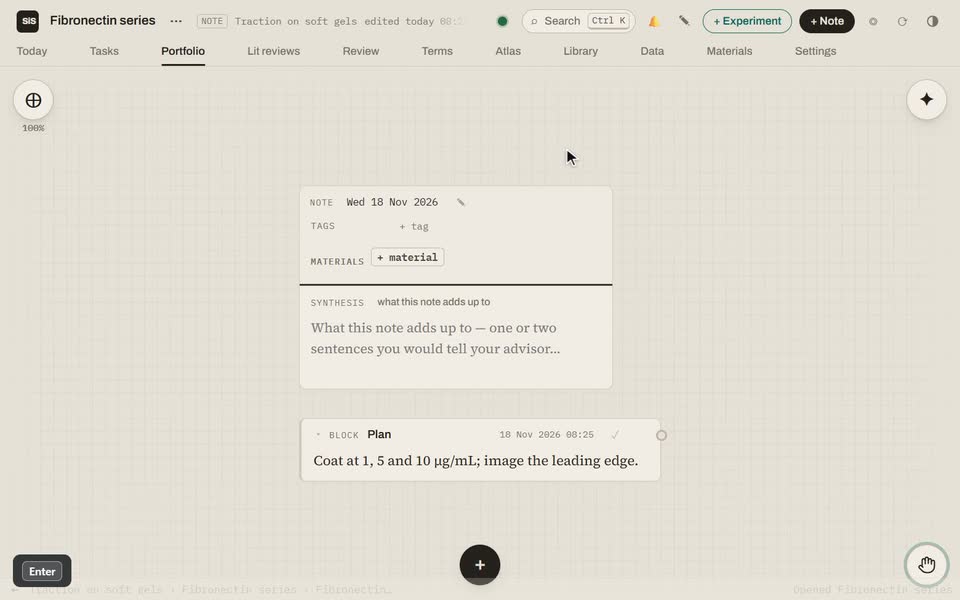 SiS Fibronectin series ... NOTE Traction on soft gels edited today 08:2 Search Ctrl K + Experiment + Note
Today Tasks Portfolio Lit reviews Review Terms Atlas Library Data Materials Settings
100%
NOTE Wed 18 Nov 2026
TAGS + tag
MATERIALS + material
SYNTHESIS what this note adds up to
What this note adds up to — one or two
sentences you would tell your advisor...
BLOCK Plan 18 Nov 2026 08:25 ✓
Coat at 1, 5 and 10 µg/mL; image the leading edge.
+
Enter
← Traction on soft gels › Fibronectin series › Fibronectin… Opened Fibronectin series